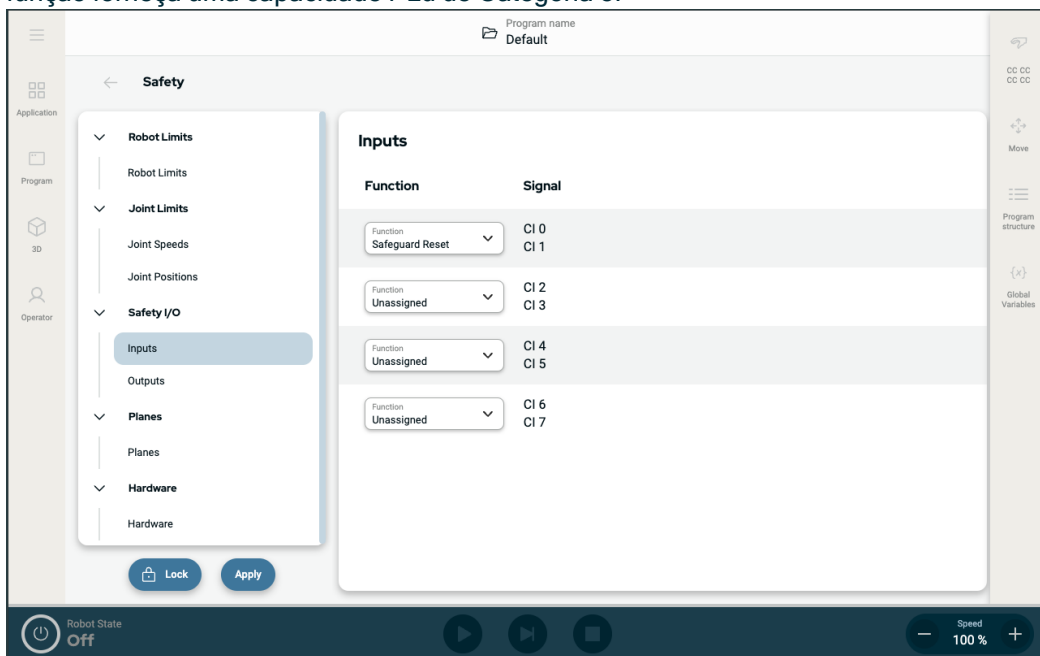 função forneça uma capacidade PLd de Categoria 3.
Program name
Default
Safety
CC CC
CC CC
Application
Program
3D
Operator
Robot Limits
Robot Limits
Joint Limits
Joint Speeds
Joint Positions
Safety I/O
Inputs
Outputs
Planes
Planes
Hardware
Hardware
Lock
Apply
Inputs
Function
Signal
Function
Safeguard Reset
CI 0
CI 1
Function
Unassigned
CI 2
CI 3
Function
Unassigned
CI 4
CI 5
Function
Unassigned
CI 6
CI 7
Move
Program
structure
{x}
Global
Variables
Robot State
Off
Speed
100 %